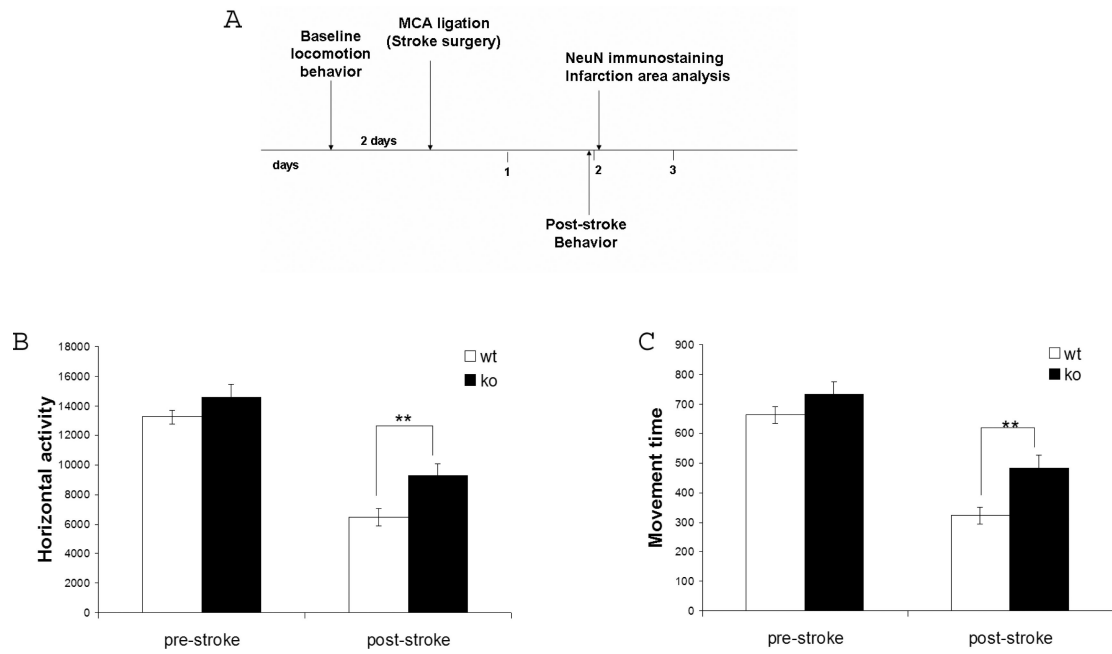 A
Baseline
locomotion
behavior
MCA ligation
(Stroke surgery)
NeuN immunostaining
Infarction area analysis
2 days
days
1
2
3
Post-stroke
Behavior
B
18000
16000
14000
12000
10000
8000
6000
4000
2000
0
Horizontal activity
wt
ko
**
pre-stroke
post-stroke
C
900
800
700
600
500
400
300
200
100
0
Movement time
wt
ko
**
pre-stroke
post-stroke